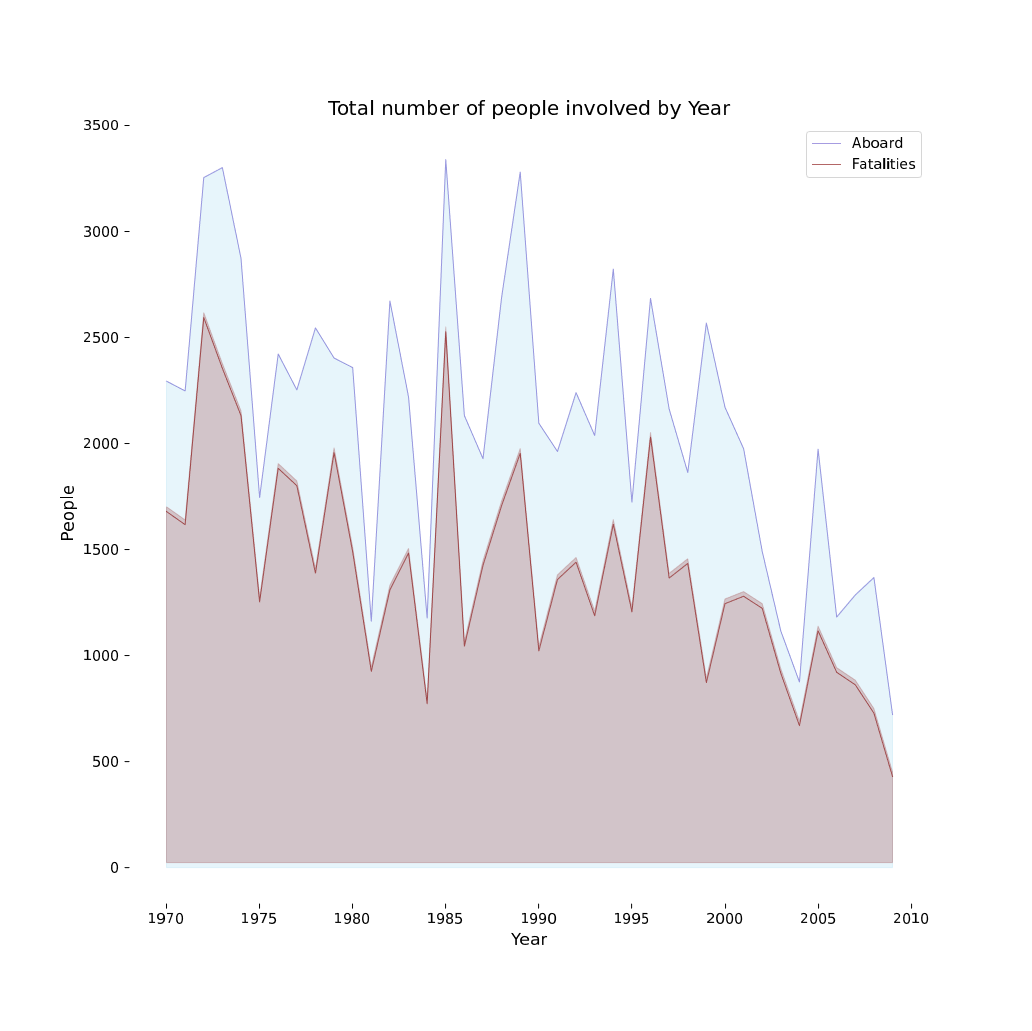 Total number of people involved by Year
Aboard
Fatalities
3500
3000
2500
2000
1500
1000
500
0
People
1970 1975 1980 1985 1990 1995 2000 2005 2010
Year